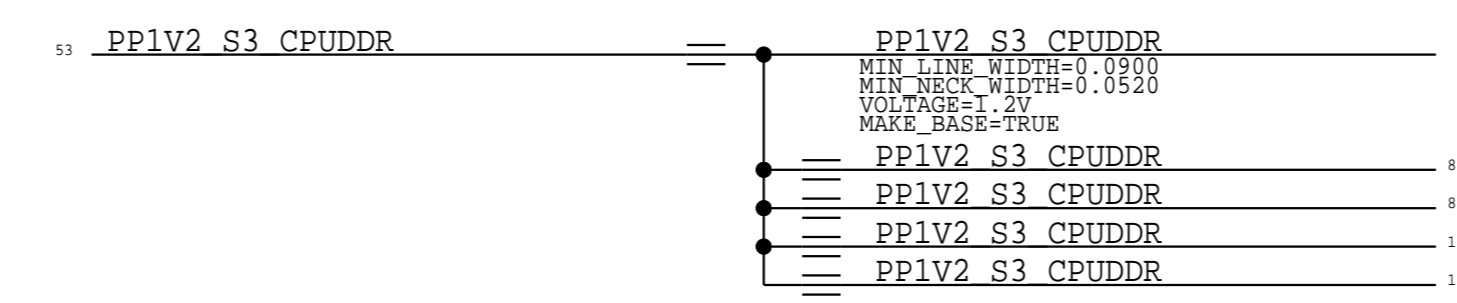 53 PP1V2_S3_CPUDDR PP1V2_S3_CPUDDR
MIN_LINE_WIDTH=0.0900
MIN_NECK_WIDTH=0.0520
VOLTAGE=1.2V
MAKE_BASE=TRUE
PP1V2_S3_CPUDDR 8
PP1V2_S3_CPUDDR 8
PP1V2_S3_CPUDDR 1
PP1V2_S3_CPUDDR 1